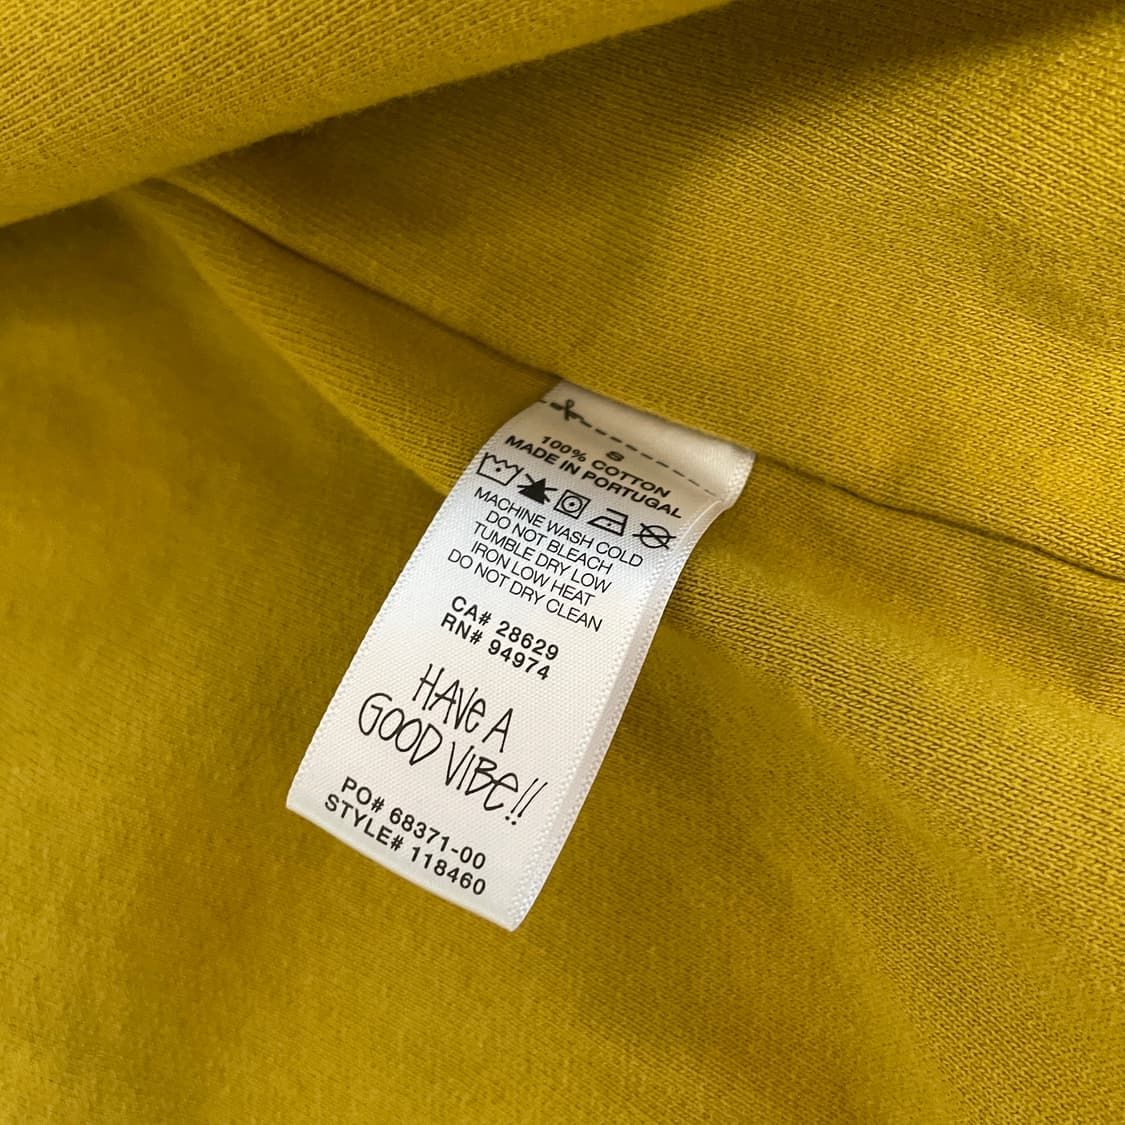 S
100% COTTON
MADE IN PORTUGAL
MACHINE WASH COLD
DO NOT BLEACH
TUMBLE DRY LOW
IRON LOW HEAT
DO NOT DRY CLEAN
CA# 28629
RN# 94974
HAVe A
GOOD VIBe!!
PO# 68371-00
STYLE# 118460